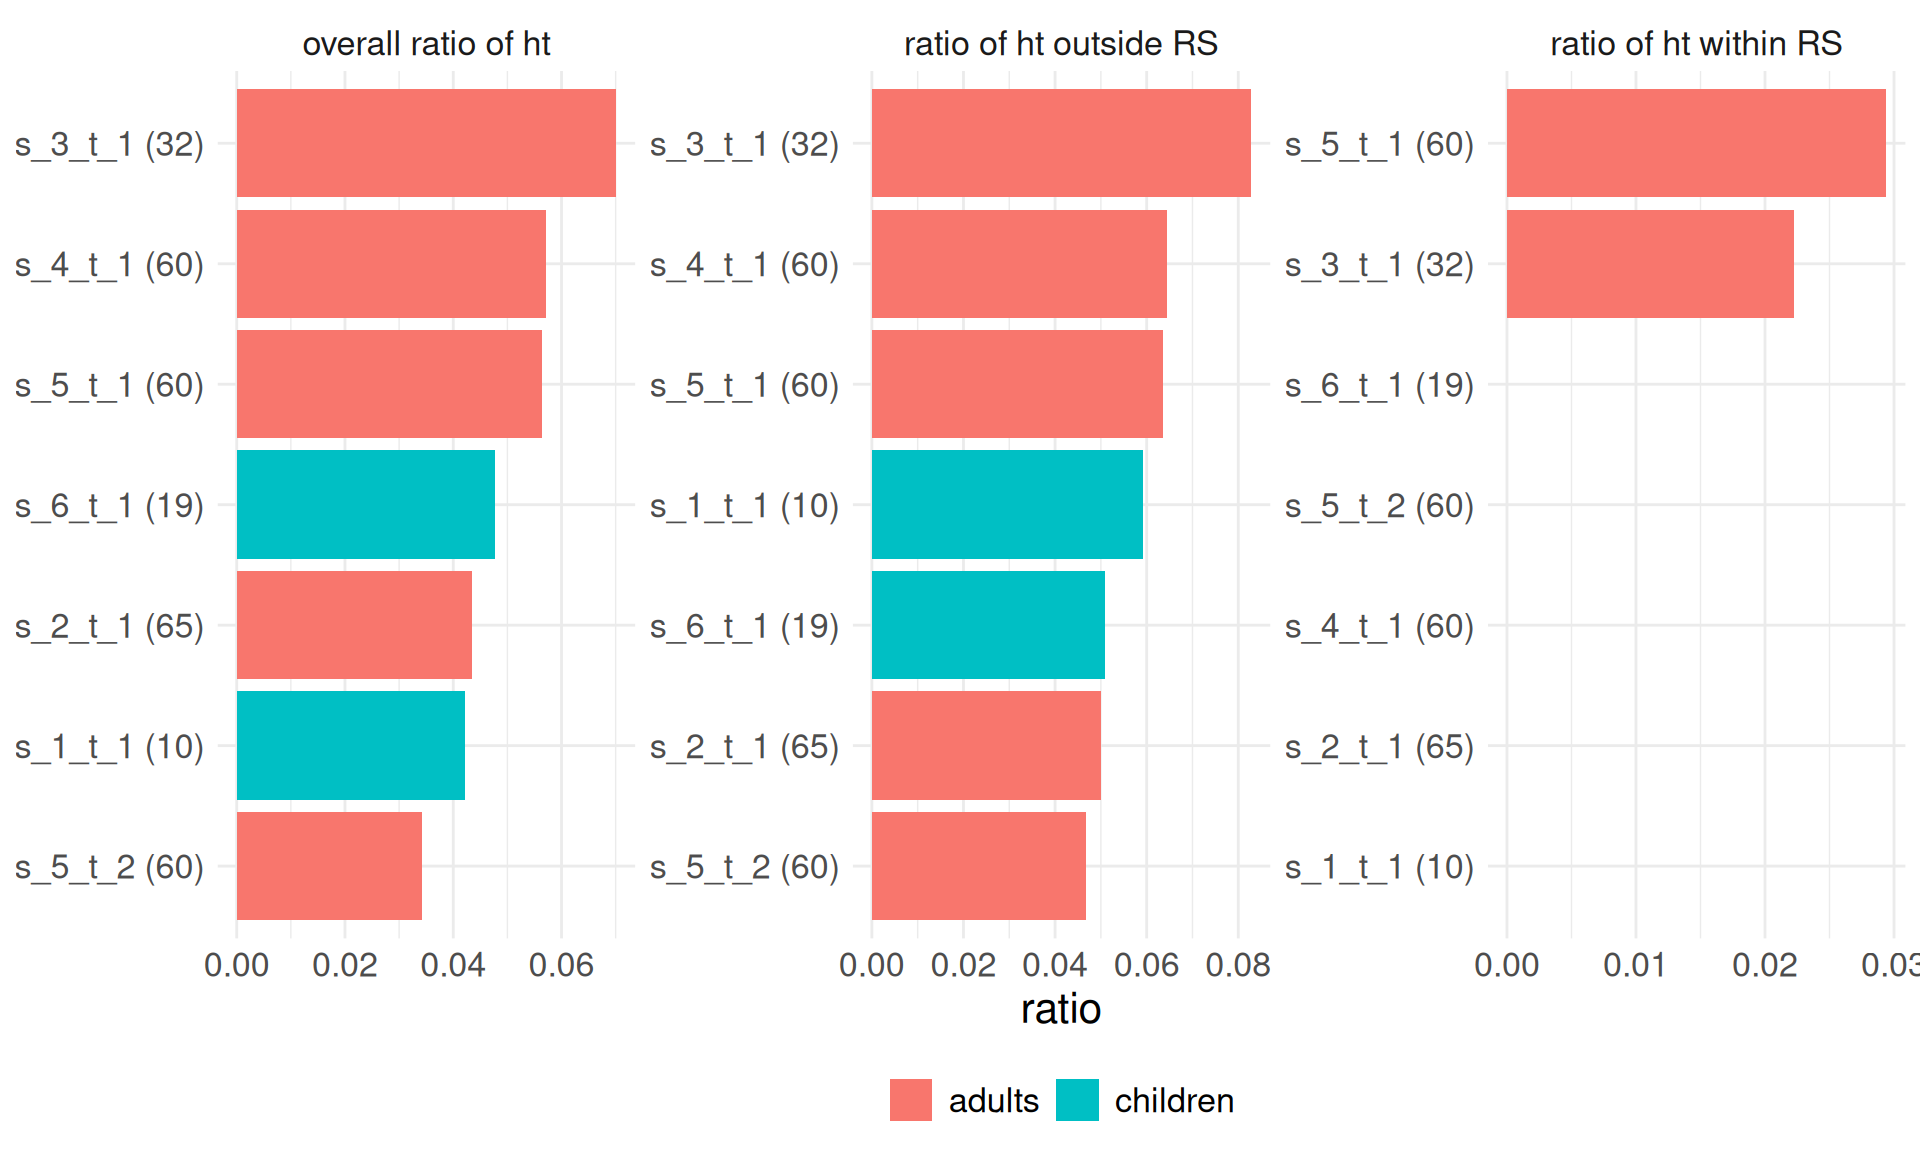 overall ratio of ht
s_3_t_1 (32)
s_4_t_1 (60)
s_5_t_1 (60)
s_6_t_1 (19)
s_2_t_1 (65)
s_1_t_1 (10)
s_5_t_2 (60)
0.00 0.02 0.04 0.06
ratio of ht outside RS
s_3_t_1 (32)
s_4_t_1 (60)
s_5_t_1 (60)
s_1_t_1 (10)
s_6_t_1 (19)
s_2_t_1 (65)
s_5_t_2 (60)
0.00 0.02 0.04 0.06 0.08
ratio of ht within RS
s_5_t_1 (60)
s_3_t_1 (32)
s_6_t_1 (19)
s_5_t_2 (60)
s_4_t_1 (60)
s_2_t_1 (65)
s_1_t_1 (10)
0.00 0.01 0.02 0.03
ratio
adults children